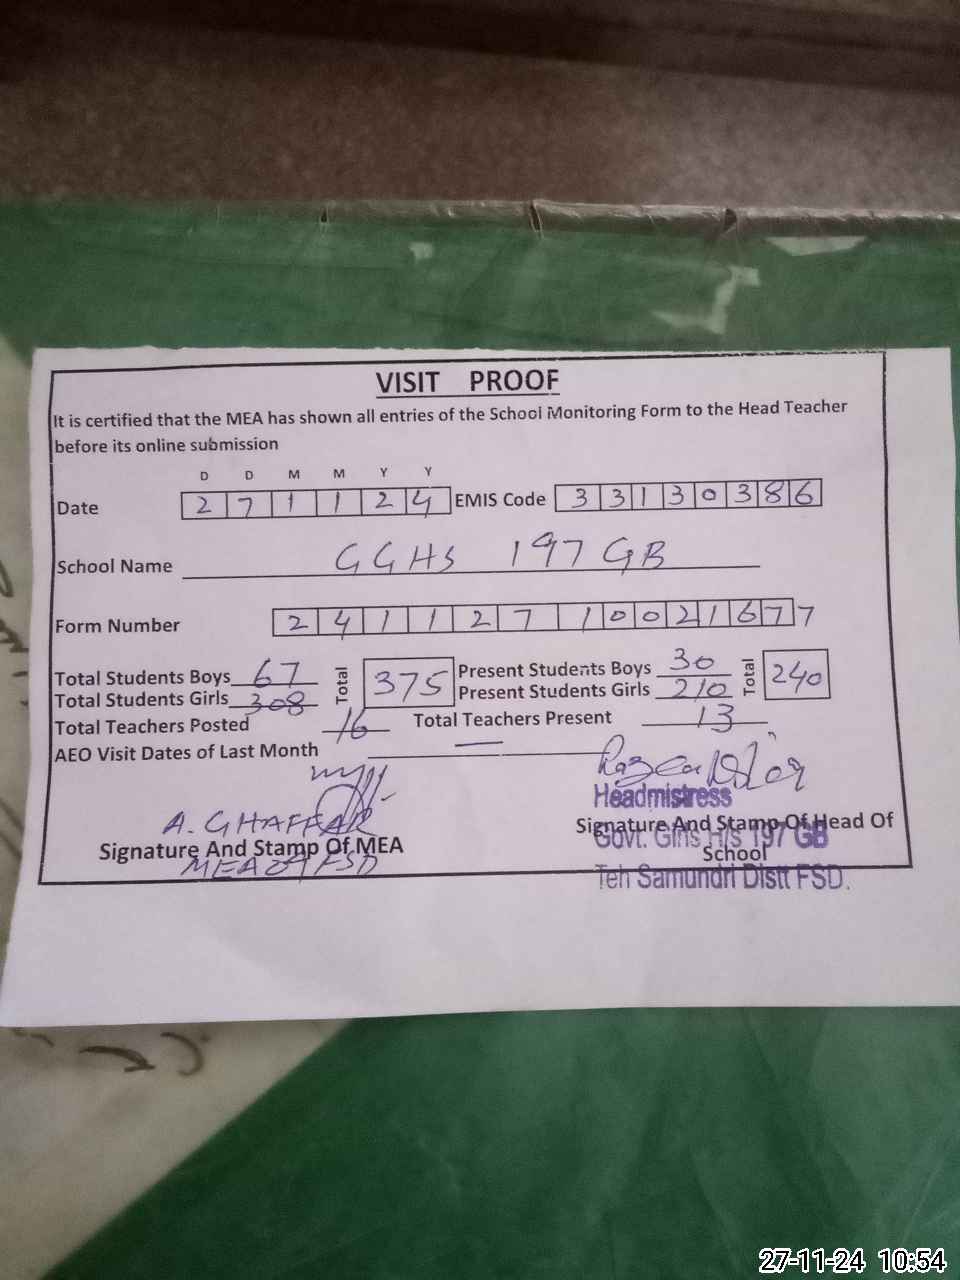 VISIT PROOF
It is certified that the MEA has shown all entries of the School Monitoring Form to the Head Teacher
before its online submission
D D M M Y Y
Date 2 7 1 1 2 4 EMIS Code 3 3 1 3 0 3 8 6
School Name GGHS 197 GB
Form Number 2 4 1 1 2 7 1 0 0 2 1 6 7 7
Total Students Boys 67 Total 375 Present Students Boys 30 Total 240
Total Students Girls 308 Present Students Girls 210
Total Teachers Posted 16 Total Teachers Present 13
AEO Visit Dates of Last Month —
Headmistress
A. GHAFFAR Signature And Stamp Of Head Of
Govt. Girls H/s 197 GB
Signature And Stamp Of MEA School
MEA FSD Teh Samundri Distt FSD.
27-11-24 10:54